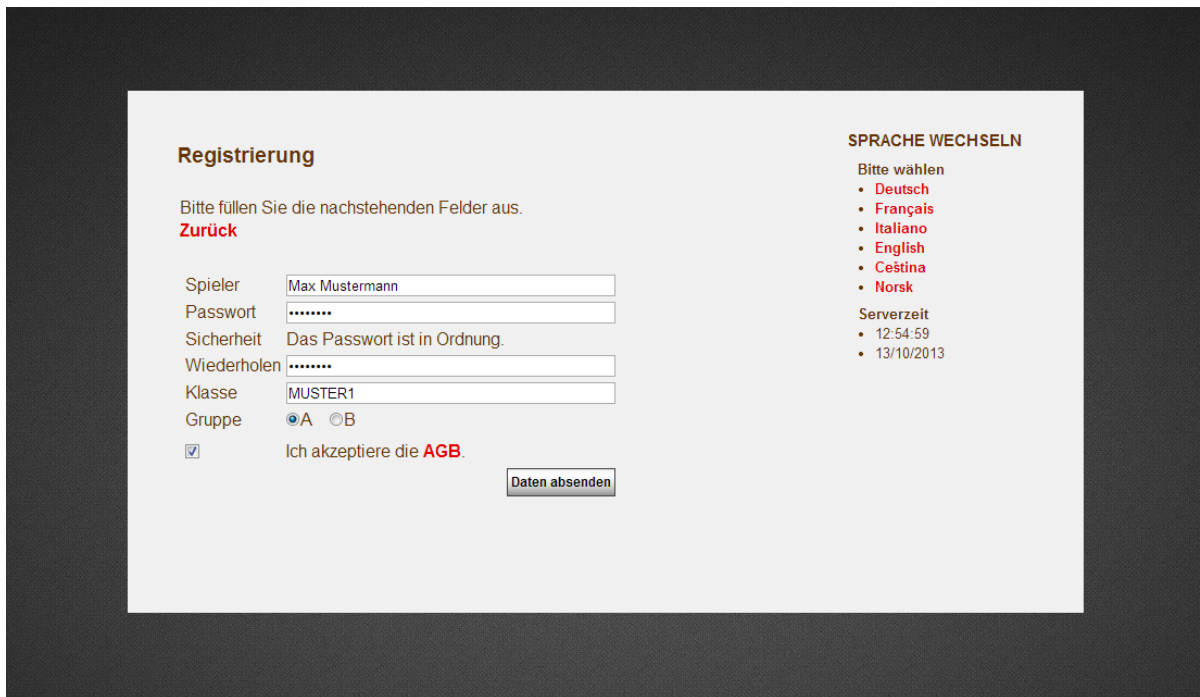 Registrierung
Bitte füllen Sie die nachstehenden Felder aus.
Zurück
Spieler Max Mustermann
Passwort ••••••••
Sicherheit Das Passwort ist in Ordnung.
Wiederholen ••••••••
Klasse MUSTER1
Gruppe A B
Ich akzeptiere die AGB.
Daten absenden
SPRACHE WECHSELN
Bitte wählen
• Deutsch
• Français
• Italiano
• English
• Ceština
• Norsk
Serverzeit
• 12:54:59
• 13/10/2013